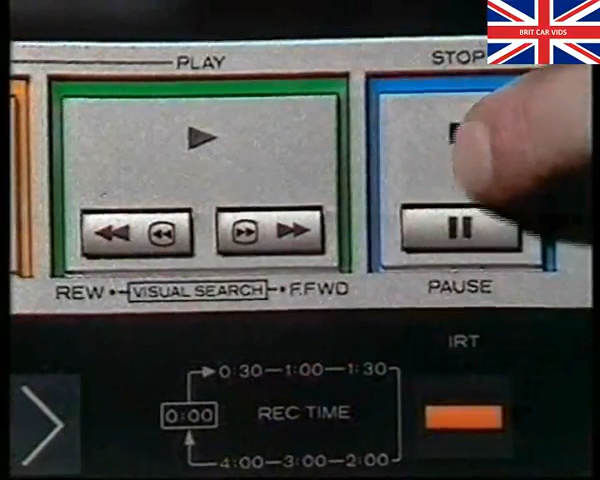 BRIT CAR VIDS
PLAY
STOP
REW
VISUAL SEARCH
F.FWD
PAUSE
IRT
0:30 1:00 1:30
0:00
REC TIME
4:00 3:00 2:00